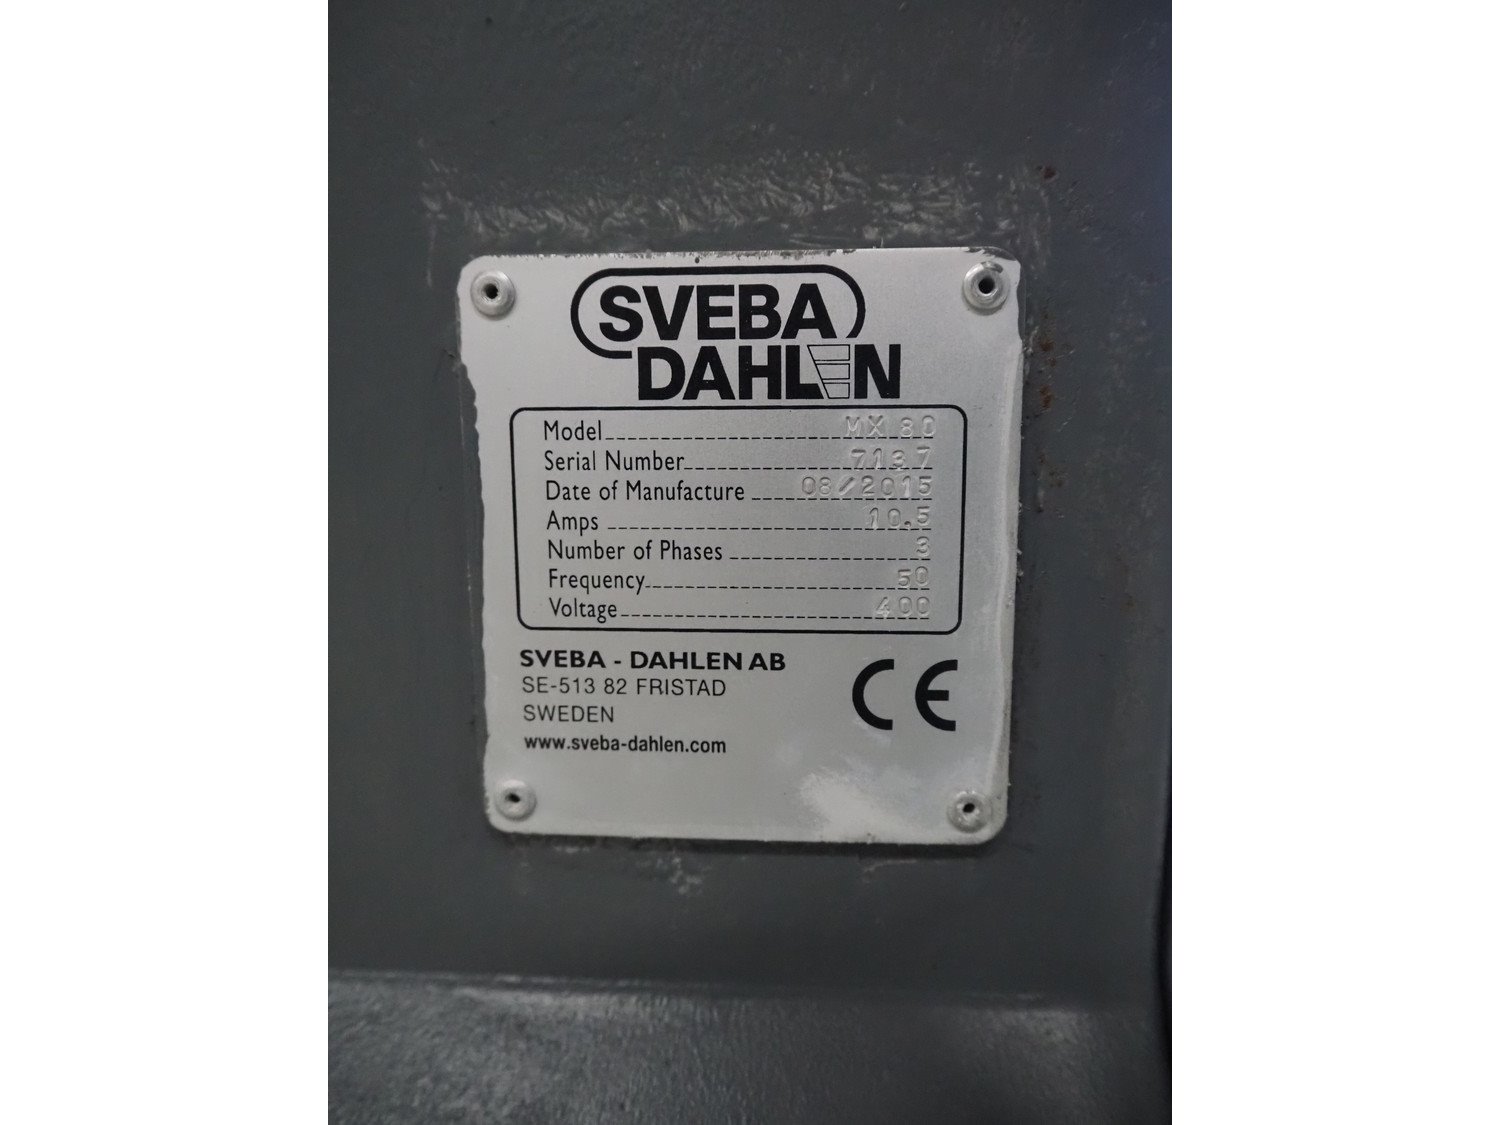 SVEBA
DAHLEN
Model MX 80
Serial Number 7137
Date of Manufacture 08/2015
Amps 10.5
Number of Phases 3
Frequency 50
Voltage 400
SVEBA - DAHLEN AB
SE-513 82 FRISTAD
SWEDEN
www.sveba-dahlen.com
CE